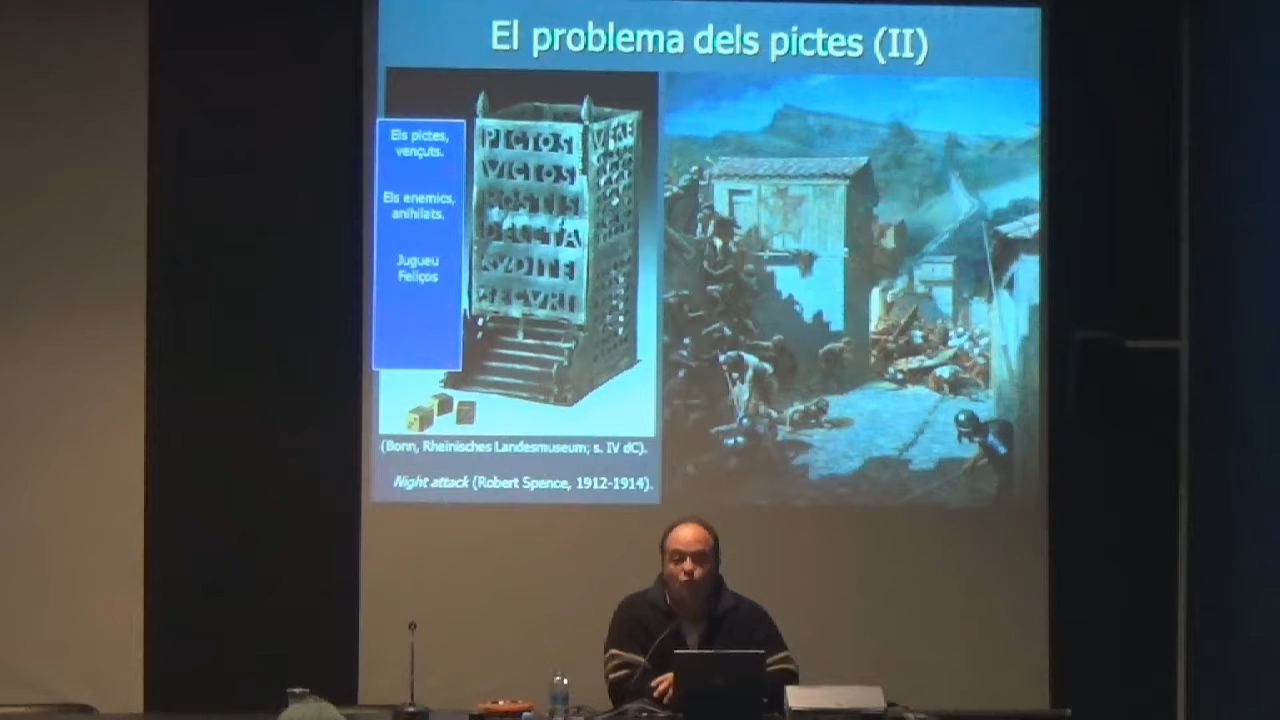 El problema dels pictes (II)
Els pictes,
vençuts.
Els enemics,
anihilats.
Jugueu
Feliços
PICTOS
VICTOS
HOSTIS
DELETA
LVDITE
SECVRI
(Bonn, Rheinisches Landesmuseum; s. IV dC).
Night attack (Robert Spence, 1912-1914).